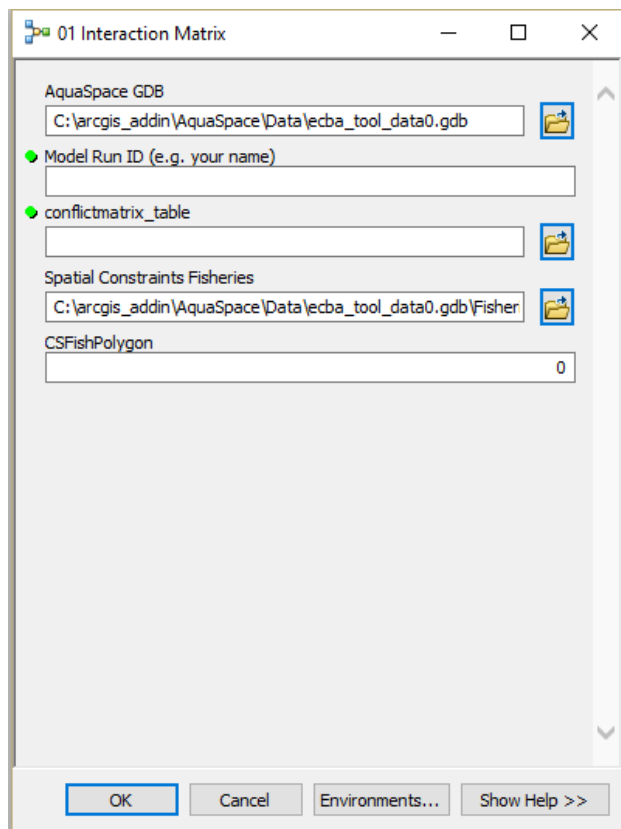 01 Interaction Matrix
AquaSpace GDB
C:\arcgis_addin\AquaSpace\Data\ecba_tool_data0.gdb
Model Run ID (e.g. your name)
conflictmatrix_table
Spatial Constraints Fisheries
C:\arcgis_addin\AquaSpace\Data\ecba_tool_data0.gdb\Fisher
CSFishPolygon
0
OK Cancel Environments... Show Help >>